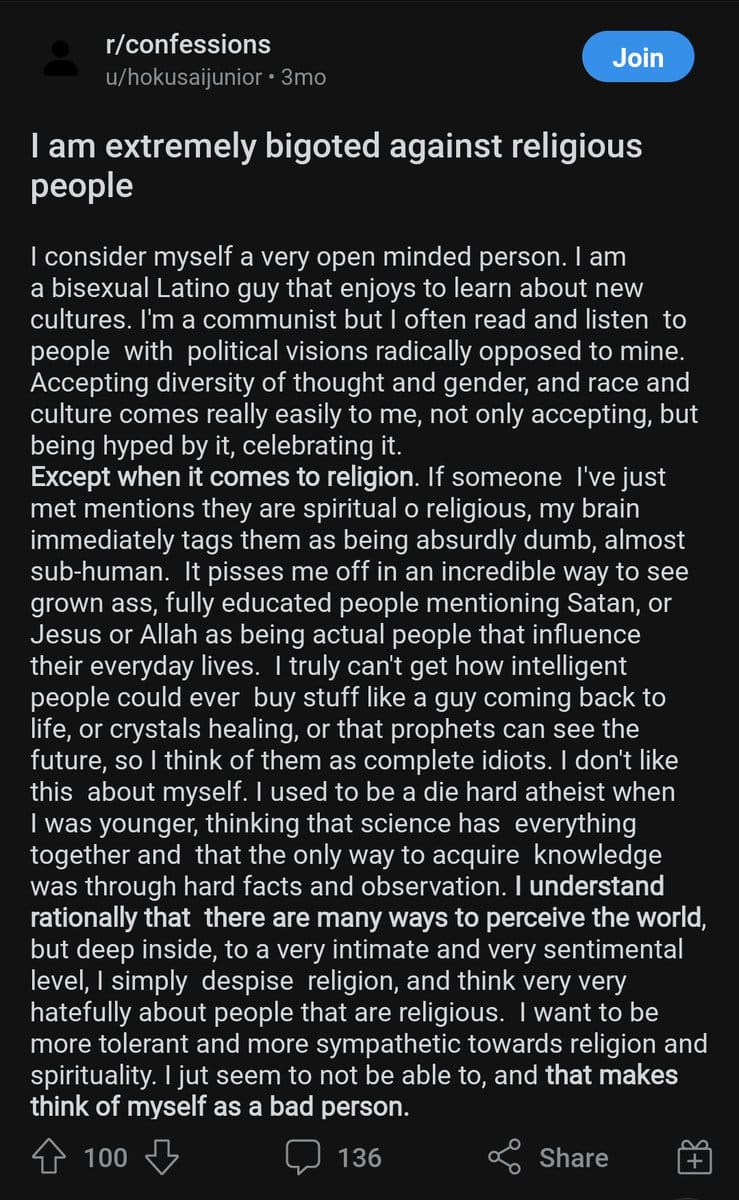 r/confessions
u/hokusaijunior • 3mo
Join
I am extremely bigoted against religious
people
I consider myself a very open minded person. I am
a bisexual Latino guy that enjoys to learn about new
cultures. I'm a communist but I often read and listen to
people with political visions radically opposed to mine.
Accepting diversity of thought and gender, and race and
culture comes really easily to me, not only accepting, but
being hyped by it, celebrating it.
Except when it comes to religion. If someone I've just
met mentions they are spiritual o religious, my brain
immediately tags them as being absurdly dumb, almost
sub-human. It pisses me off in an incredible way to see
grown ass, fully educated people mentioning Satan, or
Jesus or Allah as being actual people that influence
their everyday lives. I truly can't get how intelligent
people could ever buy stuff like a guy coming back to
life, or crystals healing, or that prophets can see the
future, so I think of them as complete idiots. I don't like
this about myself. I used to be a die hard atheist when
I was younger, thinking that science has everything
together and that the only way to acquire knowledge
was through hard facts and observation. I understand
rationally that there are many ways to perceive the world,
but deep inside, to a very intimate and very sentimental
level, I simply despise religion, and think very very
hatefully about people that are religious. I want to be
more tolerant and more sympathetic towards religion and
spirituality. I jut seem to not be able to, and that makes
think of myself as a bad person.
100
136
Share